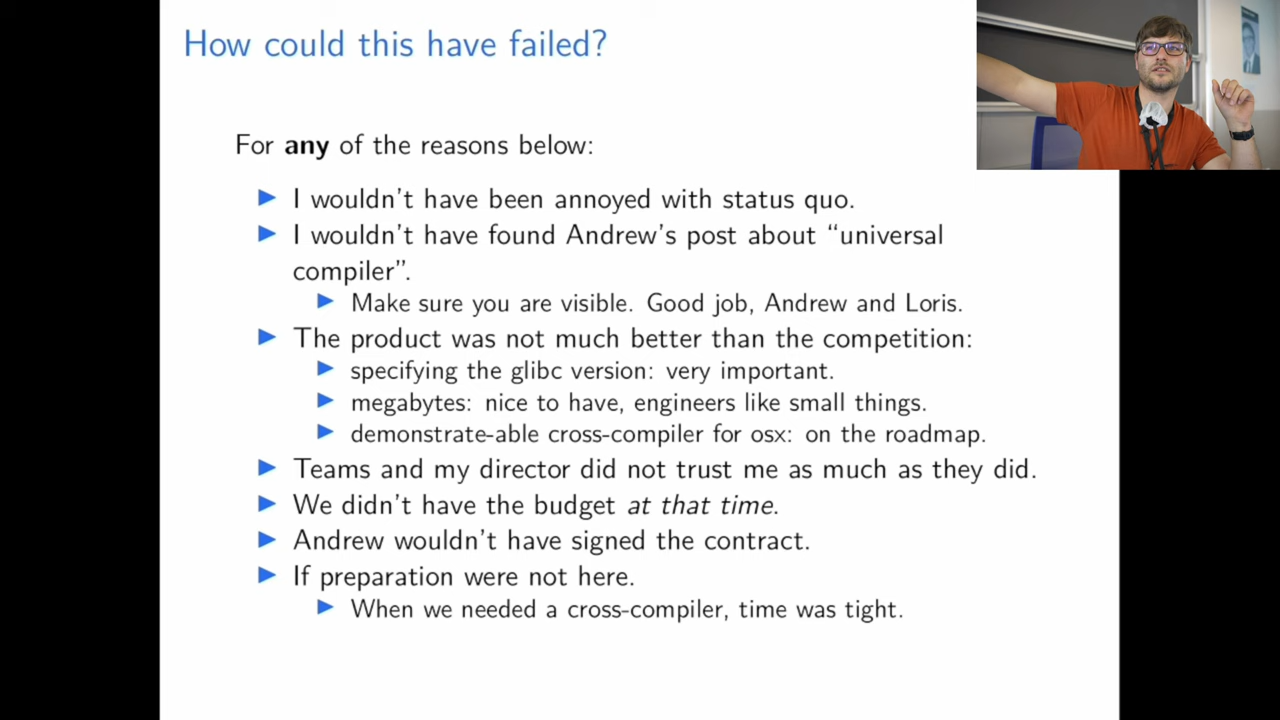 How could this have failed?
For any of the reasons below:
▶ I wouldn't have been annoyed with status quo.
▶ I wouldn't have found Andrew's post about “universal
compiler”.
▶ Make sure you are visible. Good job, Andrew and Loris.
▶ The product was not much better than the competition:
▶ specifying the glibc version: very important.
▶ megabytes: nice to have, engineers like small things.
▶ demonstrate-able cross-compiler for osx: on the roadmap.
▶ Teams and my director did not trust me as much as they did.
▶ We didn't have the budget at that time.
▶ Andrew wouldn't have signed the contract.
▶ If preparation were not here.
▶ When we needed a cross-compiler, time was tight.